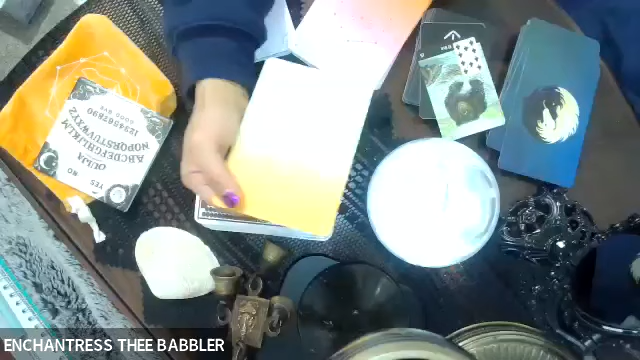 YES NO
OUIJA
ABCDEFGHIJKLM
NOPQRSTUVWXYZ
1234567890
GOOD BYE
ENCHANTRESS THEE BABBLER